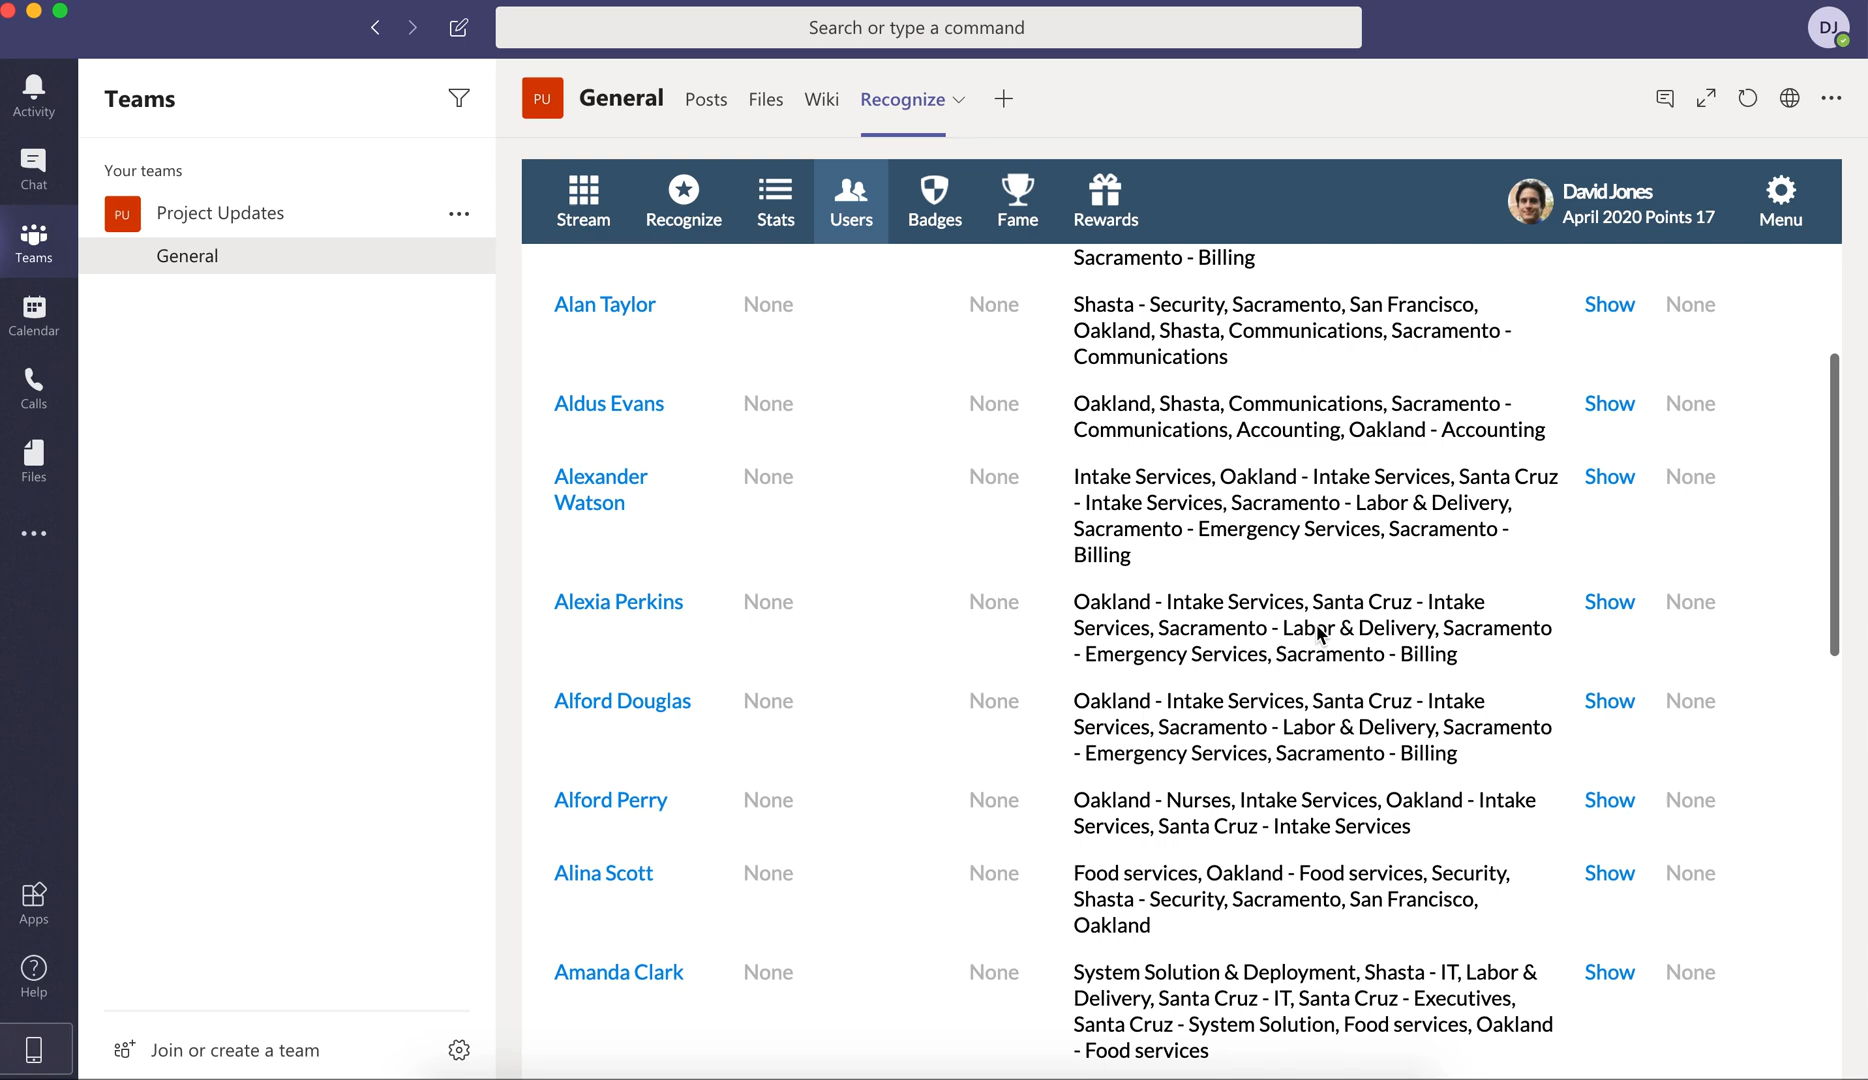 Search or type a command
DJ
Activity
Chat
Teams
Calendar
Calls
Files
Apps
Help
Teams
Your teams
PU Project Updates
General
Join or create a team
PU General Posts Files Wiki Recognize
Stream Recognize Stats Users Badges Fame Rewards
David Jones
April 2020 Points 17
Menu
Sacramento - Billing
Alan Taylor None None Shasta - Security, Sacramento, San Francisco, Show None
Oakland, Shasta, Communications, Sacramento -
Communications
Aldus Evans None None Oakland, Shasta, Communications, Sacramento - Show None
Communications, Accounting, Oakland - Accounting
Alexander None None Intake Services, Oakland - Intake Services, Santa Cruz Show None
Watson - Intake Services, Sacramento - Labor & Delivery,
Sacramento - Emergency Services, Sacramento -
Billing
Alexia Perkins None None Oakland - Intake Services, Santa Cruz - Intake Show None
Services, Sacramento - Labor & Delivery, Sacramento
- Emergency Services, Sacramento - Billing
Alford Douglas None None Oakland - Intake Services, Santa Cruz - Intake Show None
Services, Sacramento - Labor & Delivery, Sacramento
- Emergency Services, Sacramento - Billing
Alford Perry None None Oakland - Nurses, Intake Services, Oakland - Intake Show None
Services, Santa Cruz - Intake Services
Alina Scott None None Food services, Oakland - Food services, Security, Show None
Shasta - Security, Sacramento, San Francisco,
Oakland
Amanda Clark None None System Solution & Deployment, Shasta - IT, Labor & Show None
Delivery, Santa Cruz - IT, Santa Cruz - Executives,
Santa Cruz - System Solution, Food services, Oakland
- Food services